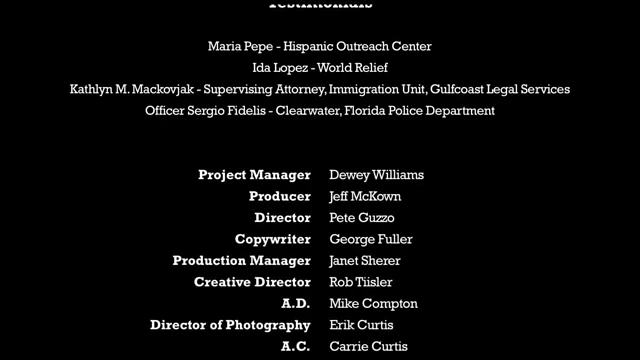 Testimonials
Maria Pepe - Hispanic Outreach Center
Ida Lopez - World Relief
Kathlyn M. Mackovjak - Supervising Attorney, Immigration Unit, Gulfcoast Legal Services
Officer Sergio Fidelis - Clearwater, Florida Police Department
Project Manager Dewey Williams
Producer Jeff McKown
Director Pete Guzzo
Copywriter George Fuller
Production Manager Janet Sherer
Creative Director Rob Tiisler
A.D. Mike Compton
Director of Photography Erik Curtis
A.C. Carrie Curtis